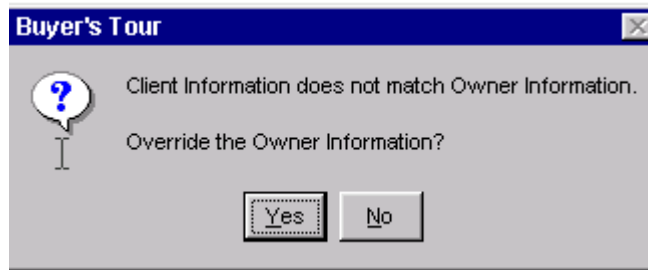 Buyer's Tour
Client Information does not match Owner Information.
Override the Owner Information?
Yes No